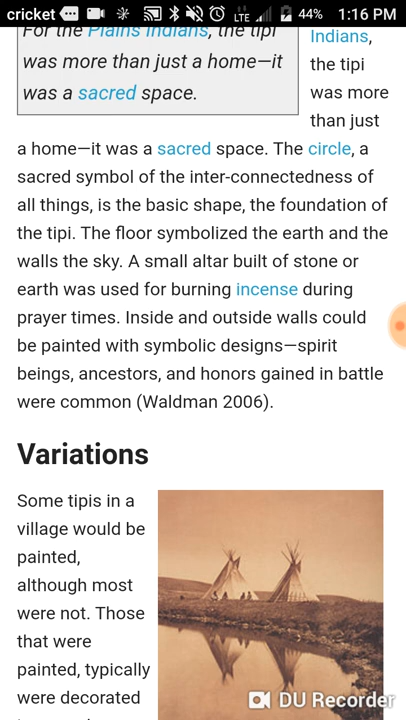 cricket LTE 44% 1:16 PM
For the Plains Indians, the tipi
was more than just a home—it
was a sacred space.
Indians,
the tipi
was more
than just
a home—it was a sacred space. The circle, a
sacred symbol of the inter-connectedness of
all things, is the basic shape, the foundation of
the tipi. The floor symbolized the earth and the
walls the sky. A small altar built of stone or
earth was used for burning incense during
prayer times. Inside and outside walls could
be painted with symbolic designs—spirit
beings, ancestors, and honors gained in battle
were common (Waldman 2006).
Variations
Some tipis in a
village would be
painted,
although most
were not. Those
that were
painted, typically
were decorated
DU Recorder